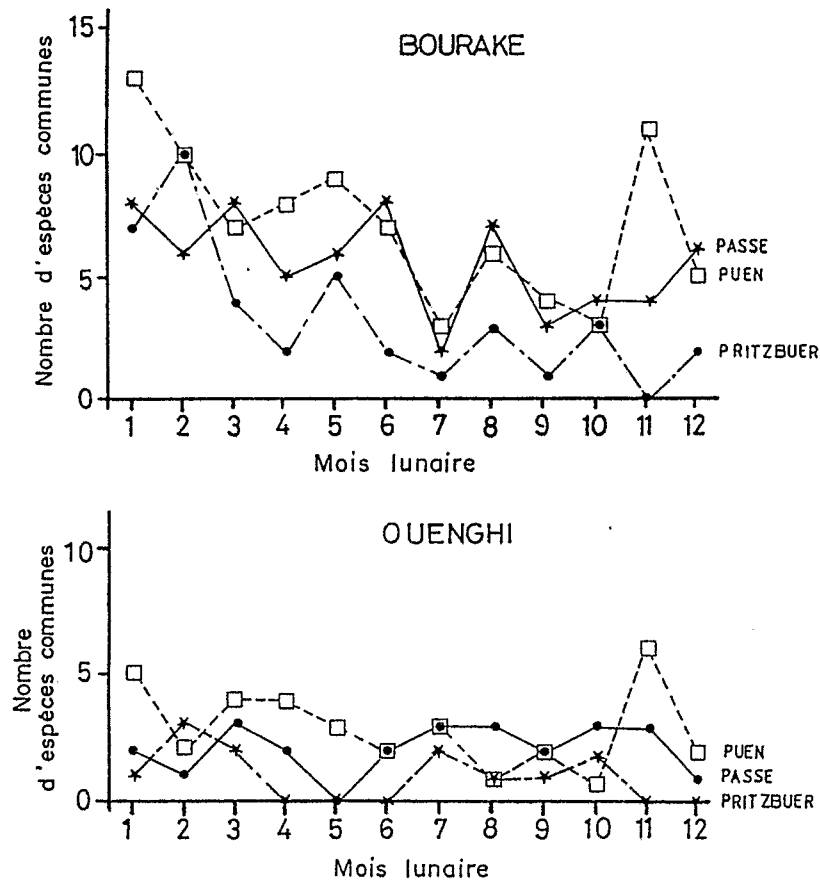 BOURAKE
Nombre d'espèces communes
15
10
5
0
PASSE
PUEN
PRITZBUER
1 2 3 4 5 6 7 8 9 10 11 12
Mois lunaire
OUENGHI
Nombre
d'espèces communes
10
5
0
PUEN
PASSE
PRITZBUER
1 2 3 4 5 6 7 8 9 10 11 12
Mois lunaire